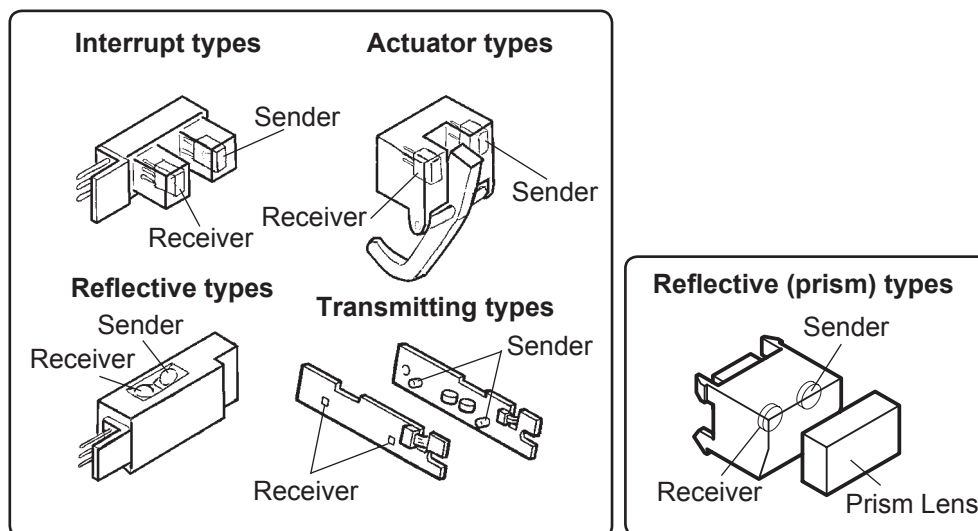 Interrupt types
Actuator types
Sender
Receiver
Receiver
Sender
Reflective types
Sender
Receiver
Transmitting types
Sender
Receiver
Reflective (prism) types
Sender
Receiver
Prism Lens